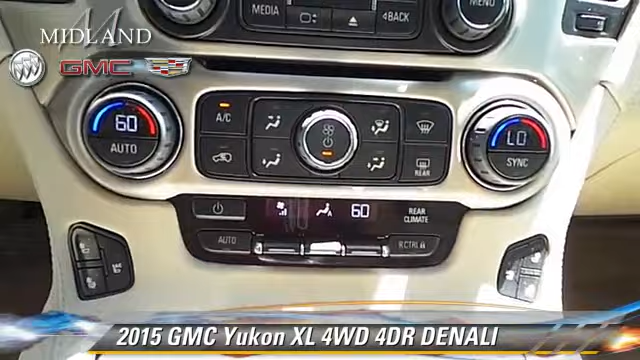 MIDLAND
GMC
MEDIA
BACK
MENU
60
AUTO
A/C
REAR
LO
SYNC
60
REAR
CLIMATE
AUTO
R CTRL
2015 GMC Yukon XL 4WD 4DR DENALI